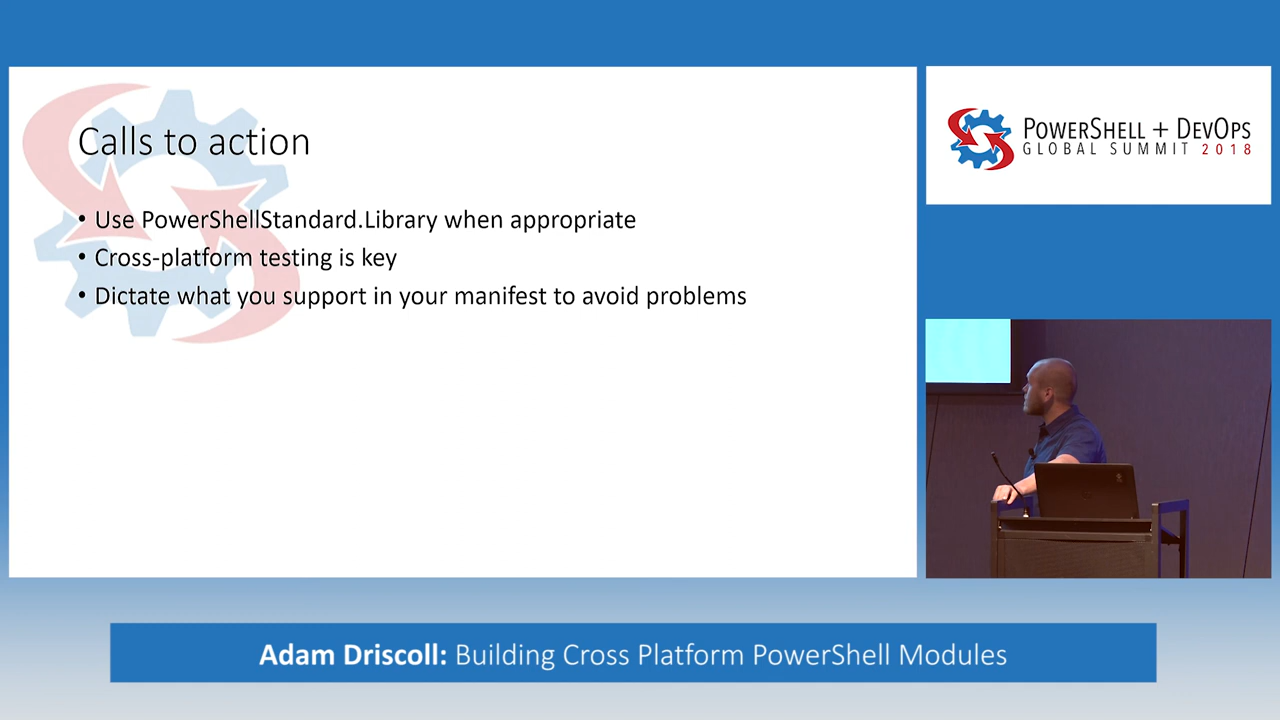 Calls to action
• Use PowerShellStandard.Library when appropriate
• Cross-platform testing is key
• Dictate what you support in your manifest to avoid problems
POWERSHELL + DEVOPS
GLOBAL SUMMIT 2018
Adam Driscoll: Building Cross Platform PowerShell Modules